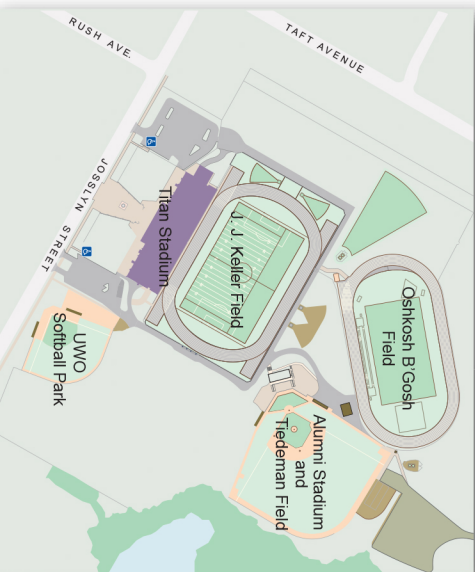 RUSH AVE.
TAFT AVENUE
JOSSLYN STREET
Titan Stadium
J. J. Keller Field
Oshkosh B'Gosh
Field
UWO
Softball Park
Alumni Stadium
and
Tiedeman Field